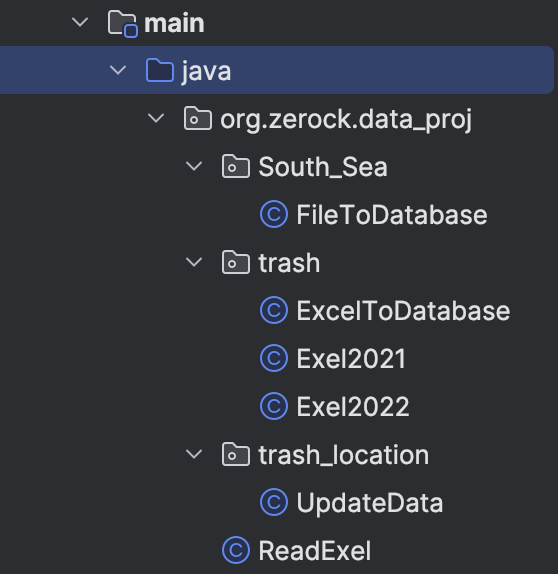 main
java
org.zerock.data_proj
South_Sea
FileToDatabase
trash
ExcelToDatabase
Exel2021
Exel2022
trash_location
UpdateData
ReadExel